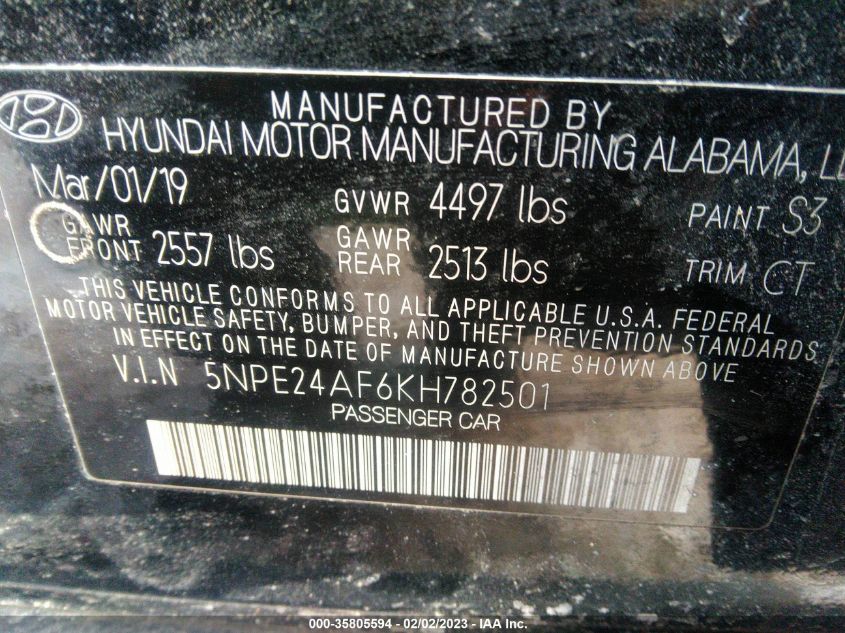 MANUFACTURED BY
HYUNDAI MOTOR MANUFACTURING ALABAMA, LL
Mar/01/19 GVWR 4497 lbs PAINT S3
GAWR FRONT 2557 lbs GAWR REAR 2513 lbs TRIM CT
THIS VEHICLE CONFORMS TO ALL APPLICABLE U.S.A. FEDERAL
MOTOR VEHICLE SAFETY, BUMPER, AND THEFT PREVENTION STANDARDS
IN EFFECT ON THE DATE OF MANUFACTURE SHOWN ABOVE
V.I.N 5NPE24AF6KH782501
PASSENGER CAR
000-35805594 - 02/02/2023 - IAA Inc.